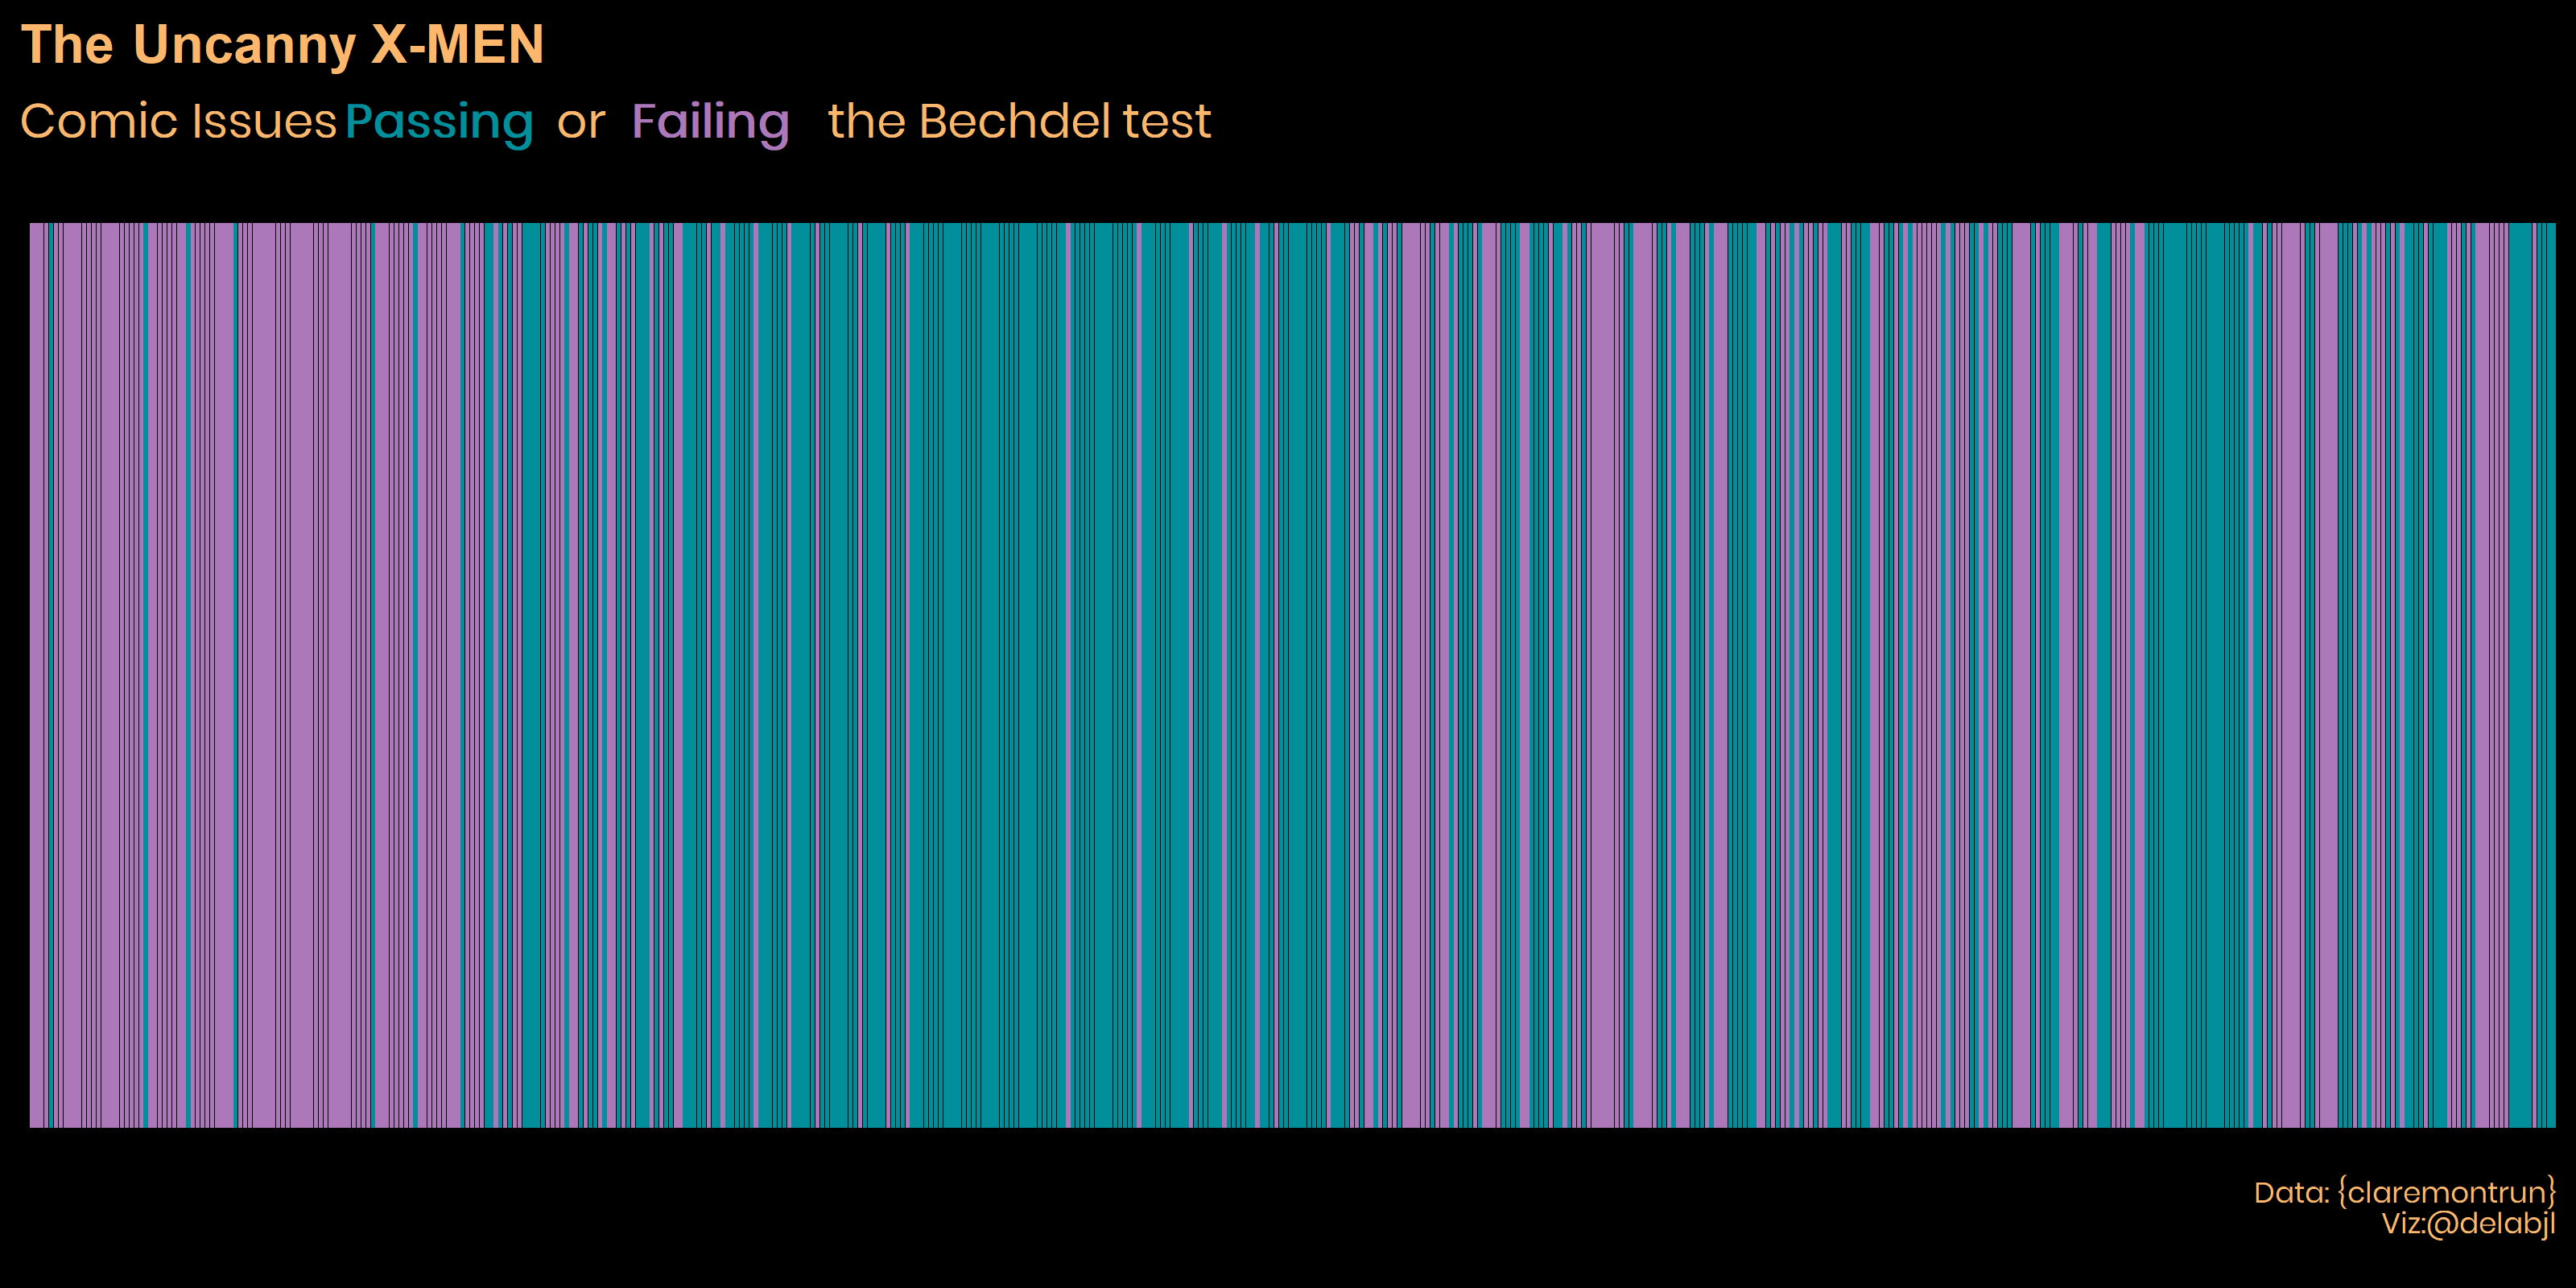 The Uncanny X-MEN
Comic Issues Passing or Failing the Bechdel test
Data: {claremontrun}
Viz:@delabjl